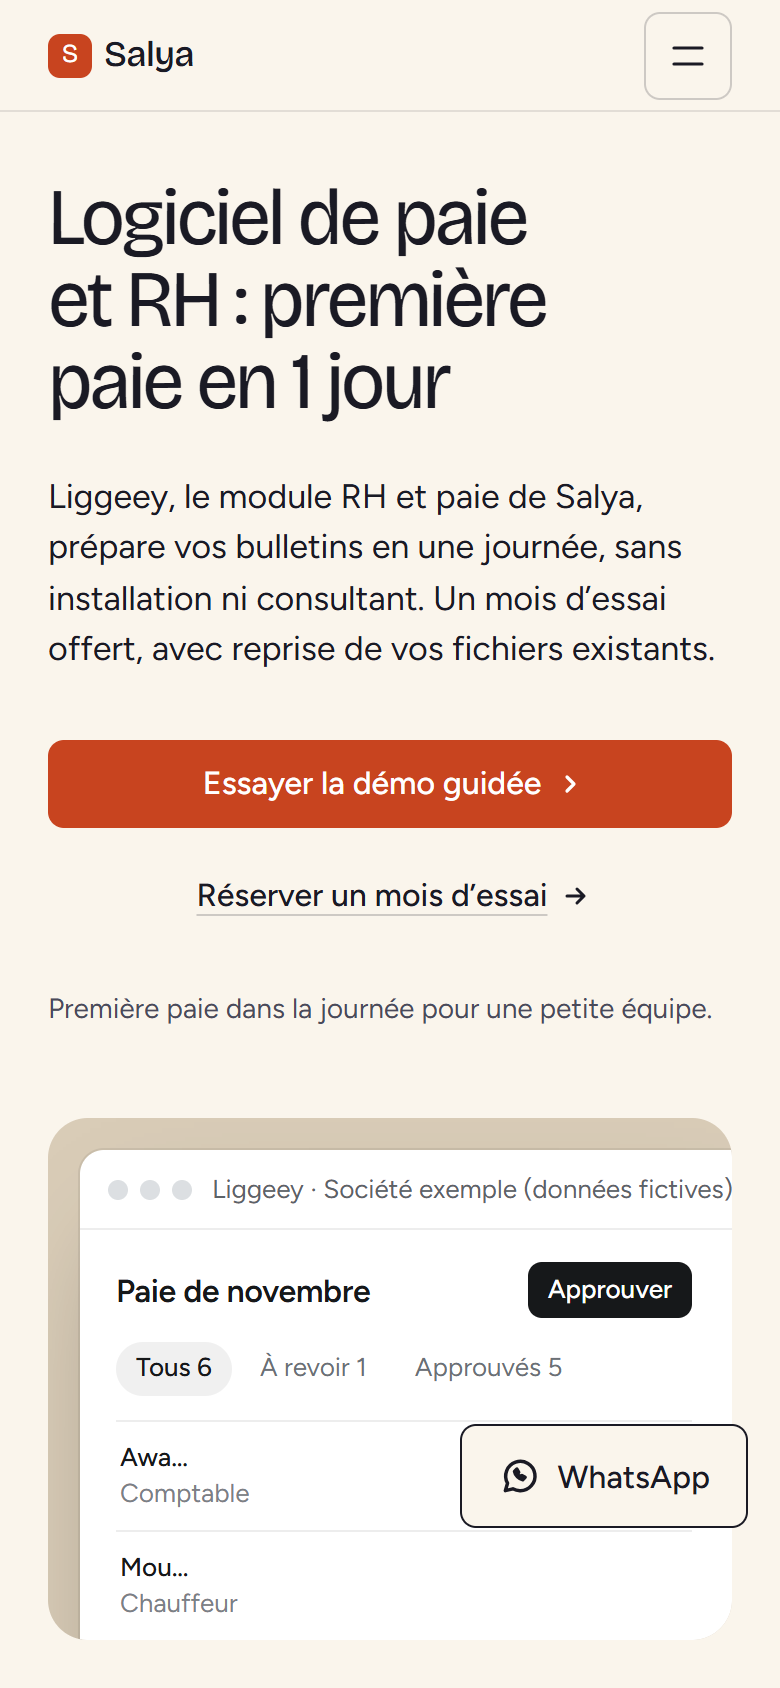 S Salya
Logiciel de paie
et RH : première
paie en 1 jour
Liggeey, le module RH et paie de Salya,
prépare vos bulletins en une journée, sans
installation ni consultant. Un mois d’essai
offert, avec reprise de vos fichiers existants.
Essayer la démo guidée
Réserver un mois d’essai
Première paie dans la journée pour une petite équipe.
Liggeey · Société exemple (données fictives)
Paie de novembre
Approuver
Tous 6 À revoir 1 Approuvés 5
Awa...
Comptable
WhatsApp
Mou...
Chauffeur